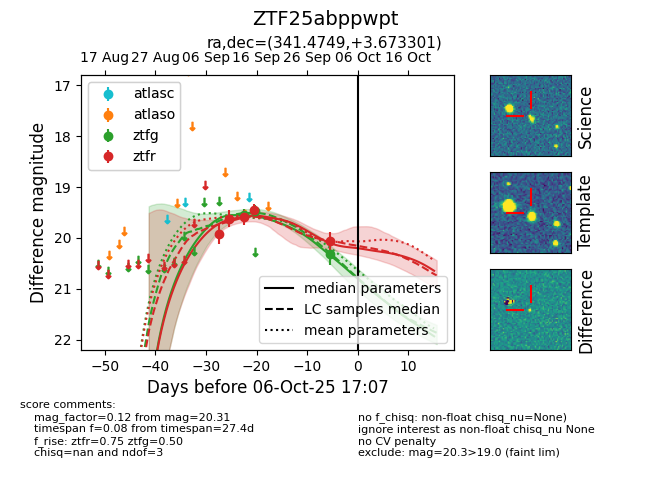 ZTF25abppwpt
ra,dec=(341.4749,+3.673301)
17 Aug 27 Aug 06 Sep 16 Sep 26 Sep 06 Oct 16 Oct
17
18
19
20
21
22
Difference magnitude
atlasc
atlaso
ztfg
ztfr
median parameters
LC samples median
mean parameters
−50 −40 −30 −20 −10 0 10
Days before 06-Oct-25 17:07
Science
Template
Difference
score comments:
mag_factor=0.12 from mag=20.31
timespan f=0.08 from timespan=27.4d
f_rise: ztfr=0.75 ztfg=0.50
chisq=nan and ndof=3
no f_chisq: non-float chisq_nu=None)
ignore interest as non-float chisq_nu None
no CV penalty
exclude: mag=20.3>19.0 (faint lim)